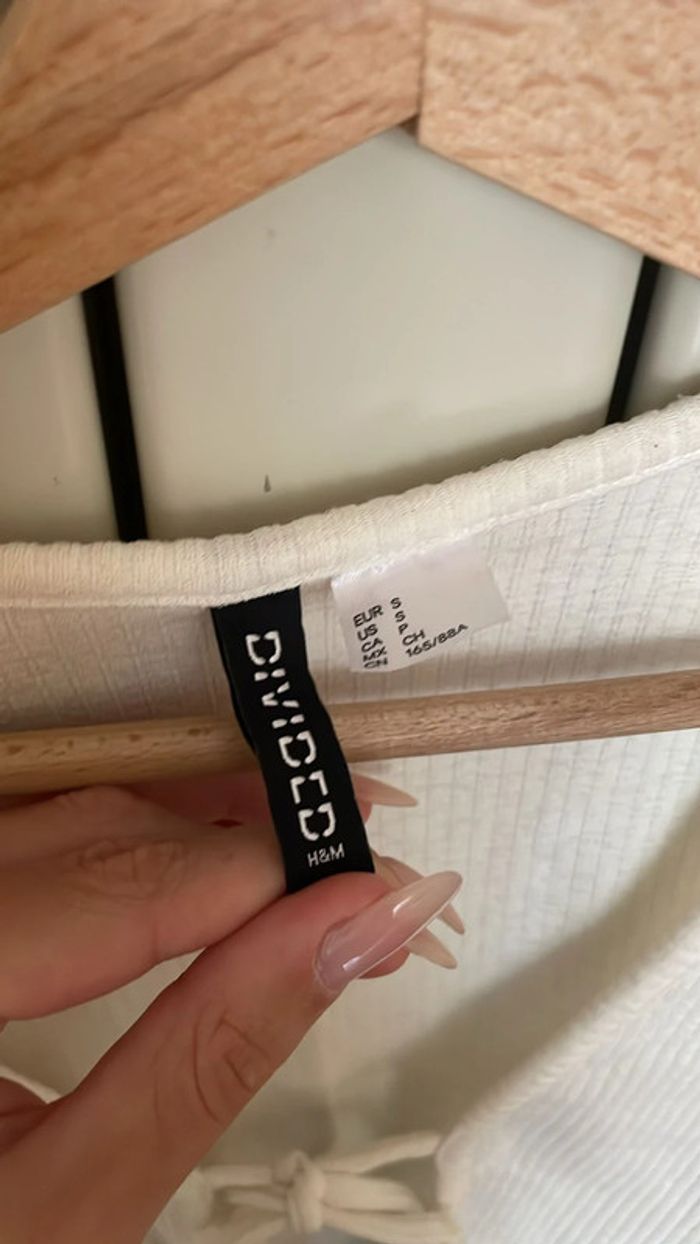 DIVIDED
H&M
EUR S
US S
CA P
MX CH
CN 165/88A